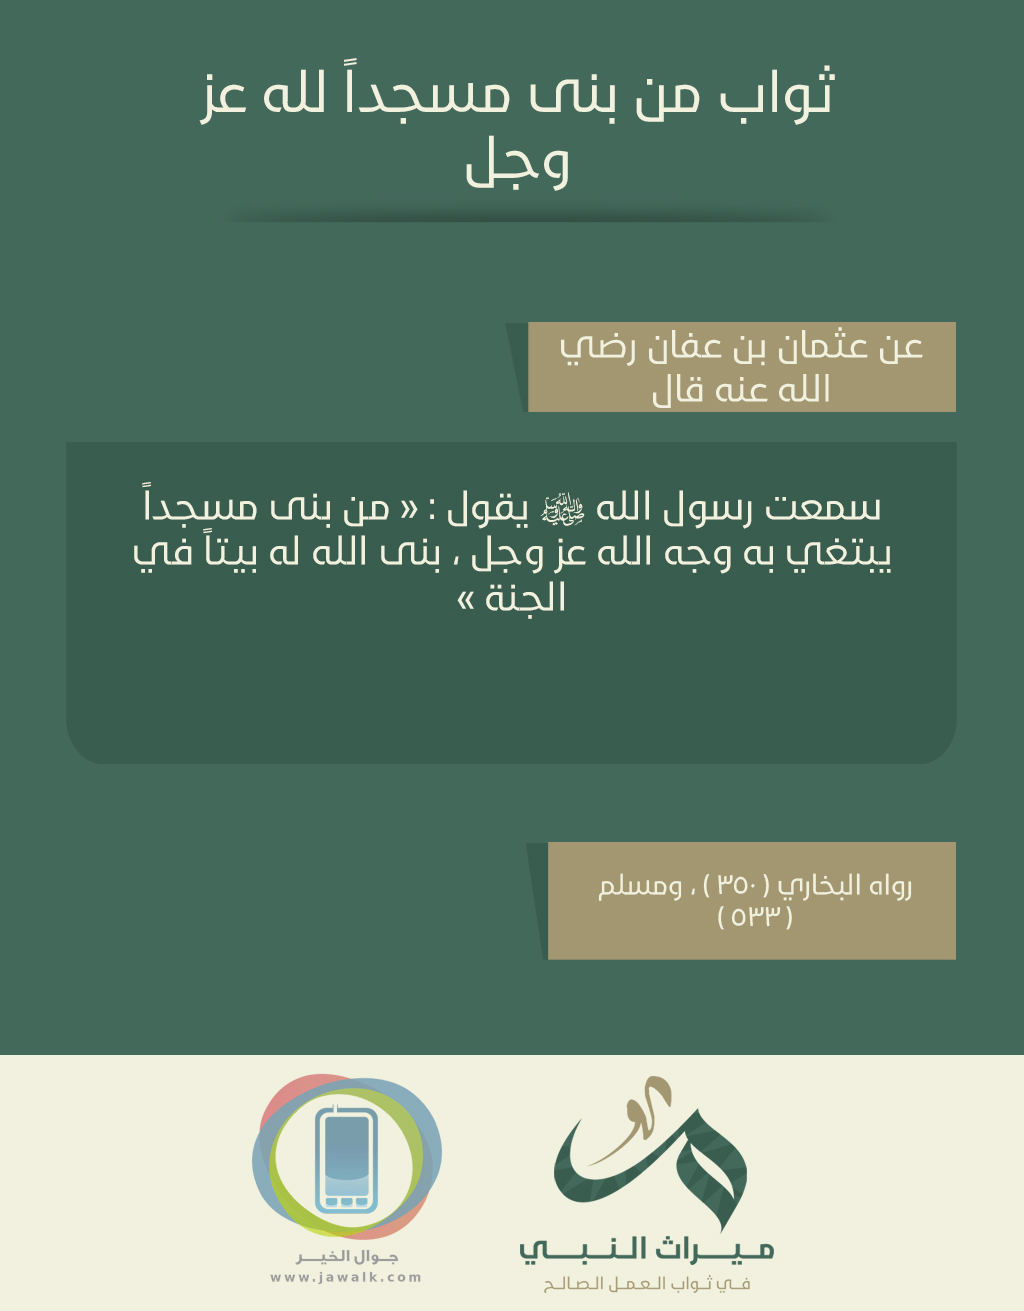 ثواب من بنى مسجداً لله عز
وجل
عن عثمان بن عفان رضي
الله عنه قال
سمعت رسول الله ﷺ يقول : « من بنى مسجداً
يبتغي به وجه الله عز وجل ، بنى الله له بيتاً في
الجنة »
رواه البخاري ( ٣٥٠ ) ، ومسلم
( ٥٣٣ )
ميراث النبي
في ثواب العمل الصالح
جوال الخير
www.jawalk.com